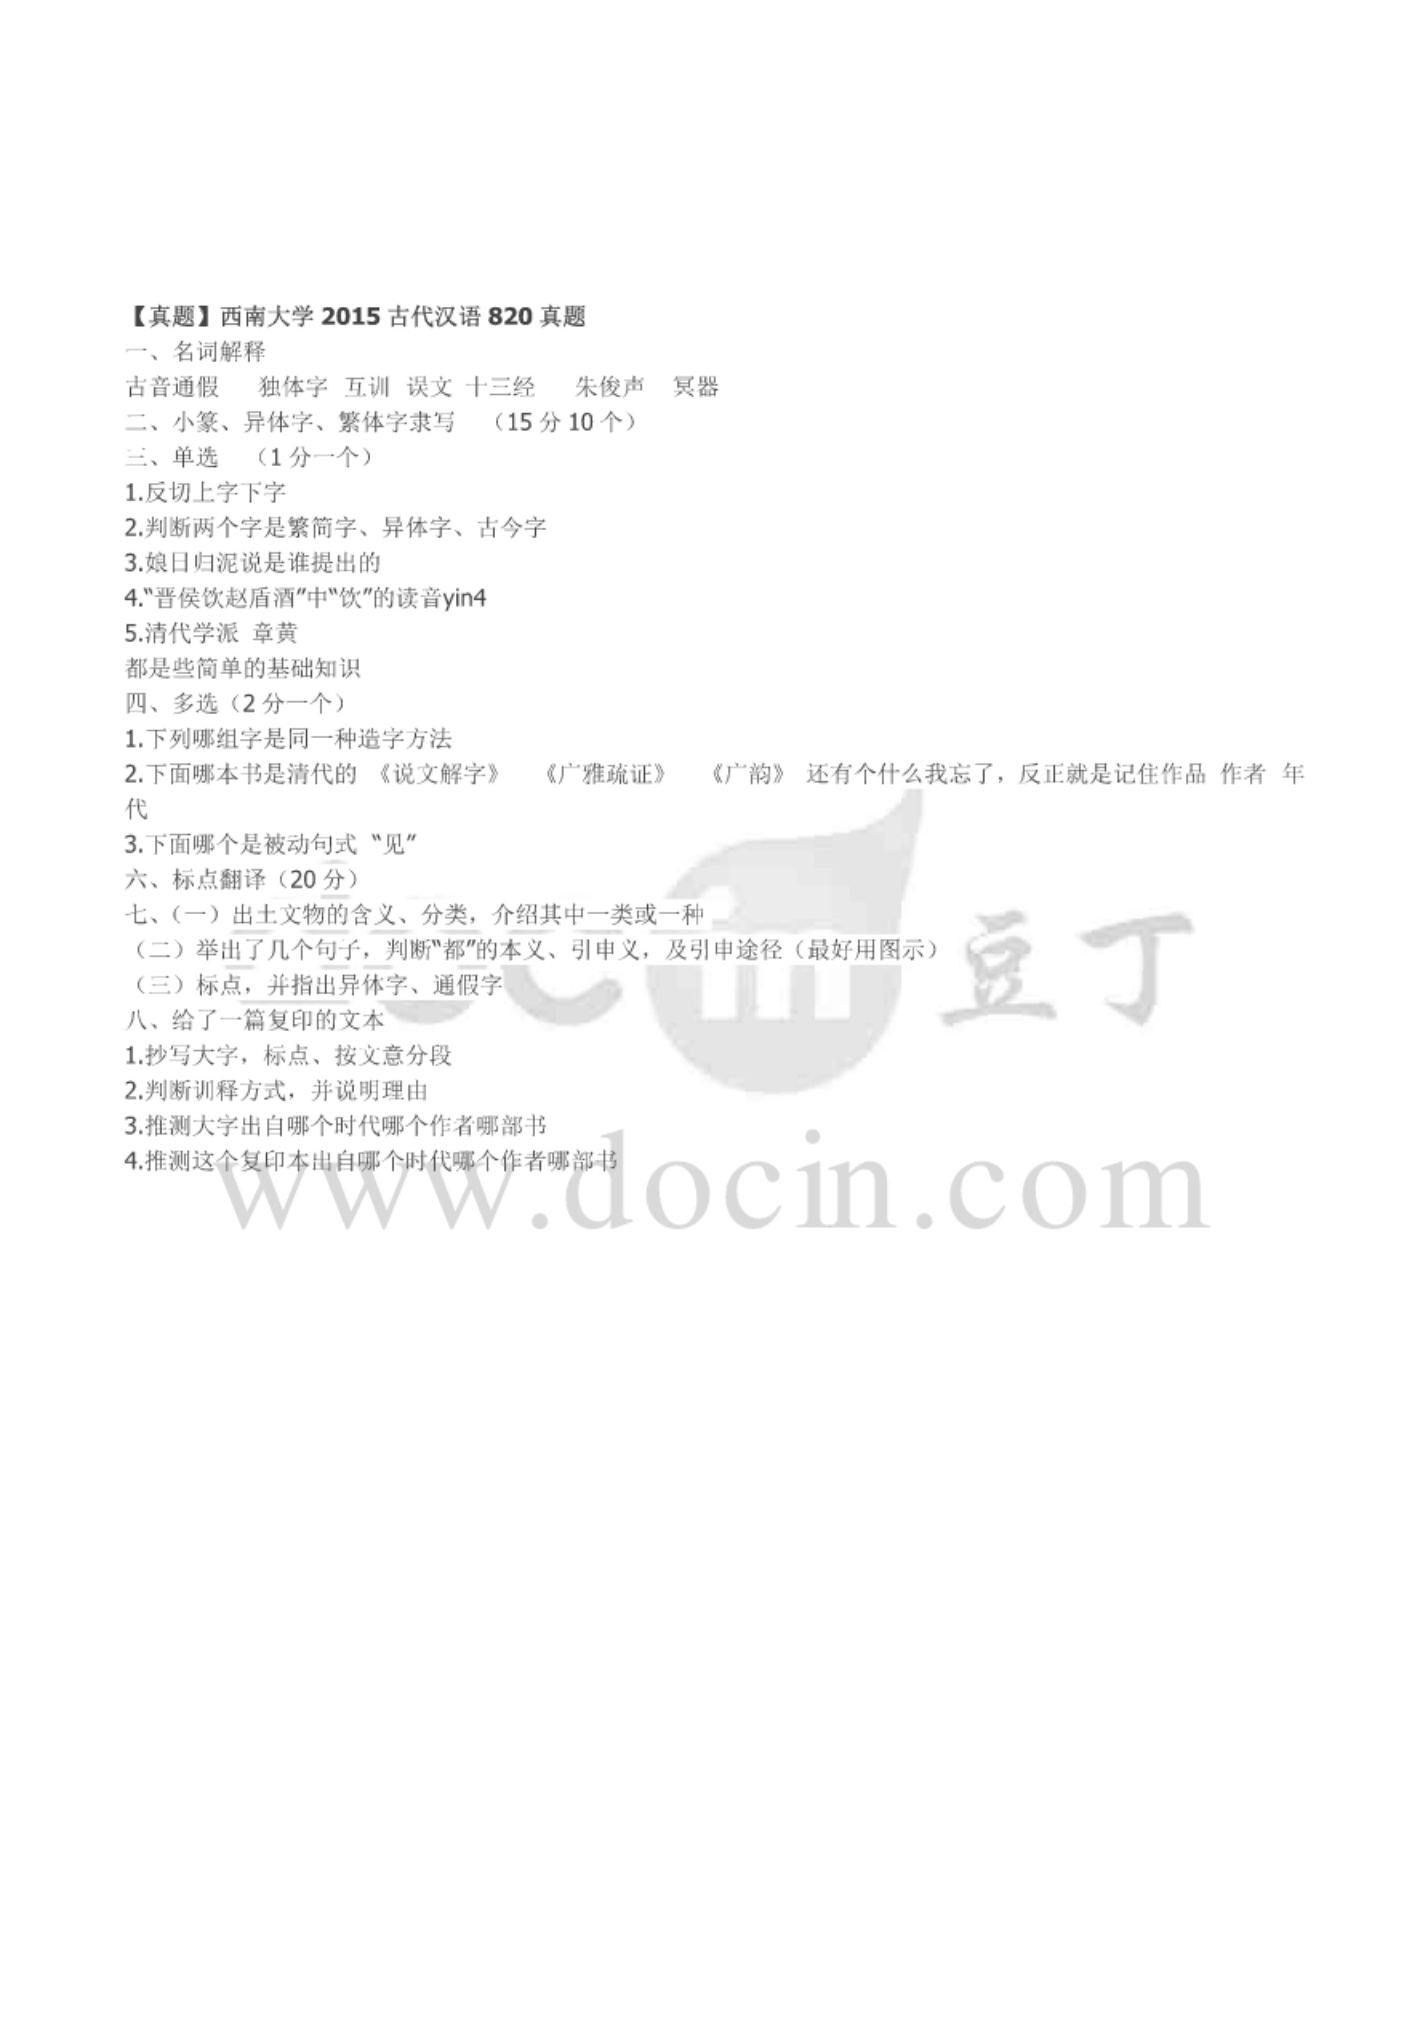 【真题】西南大学 2015 古代汉语 820 真题
一、名词解释
古音通假 独体字 互训 误文 十三经 朱俊声 冥器
二、小篆、异体字、繁体字隶写 （15 分 10 个）
三、单选 （1 分一个）
1.反切上字下字
2.判断两个字是繁简字、异体字、古今字
3.娘日归泥说是谁提出的
4.“晋侯饮赵盾酒”中“饮”的读音yin4
5.清代学派 章黄
都是些简单的基础知识
四、多选（2 分一个）
1.下列哪组字是同一种造字方法
2.下面哪本书是清代的 《说文解字》 《广雅疏证》 《广韵》 还有个什么我忘了，反正就是记住作品 作者 年
代
3.下面哪个是被动句式 “见”
六、标点翻译（20 分）
七、（一）出土文物的含义、分类，介绍其中一类或一种
（二）举出了几个句子，判断“都”的本义、引申义，及引申途径（最好用图示）
（三）标点，并指出异体字、通假字
八、给了一篇复印的文本
1.抄写大字，标点、按文意分段
2.判断训释方式，并说明理由
3.推测大字出自哪个时代哪个作者哪部书
4.推测这个复印本出自哪个时代哪个作者哪部书
docin 豆丁
www.docin.com